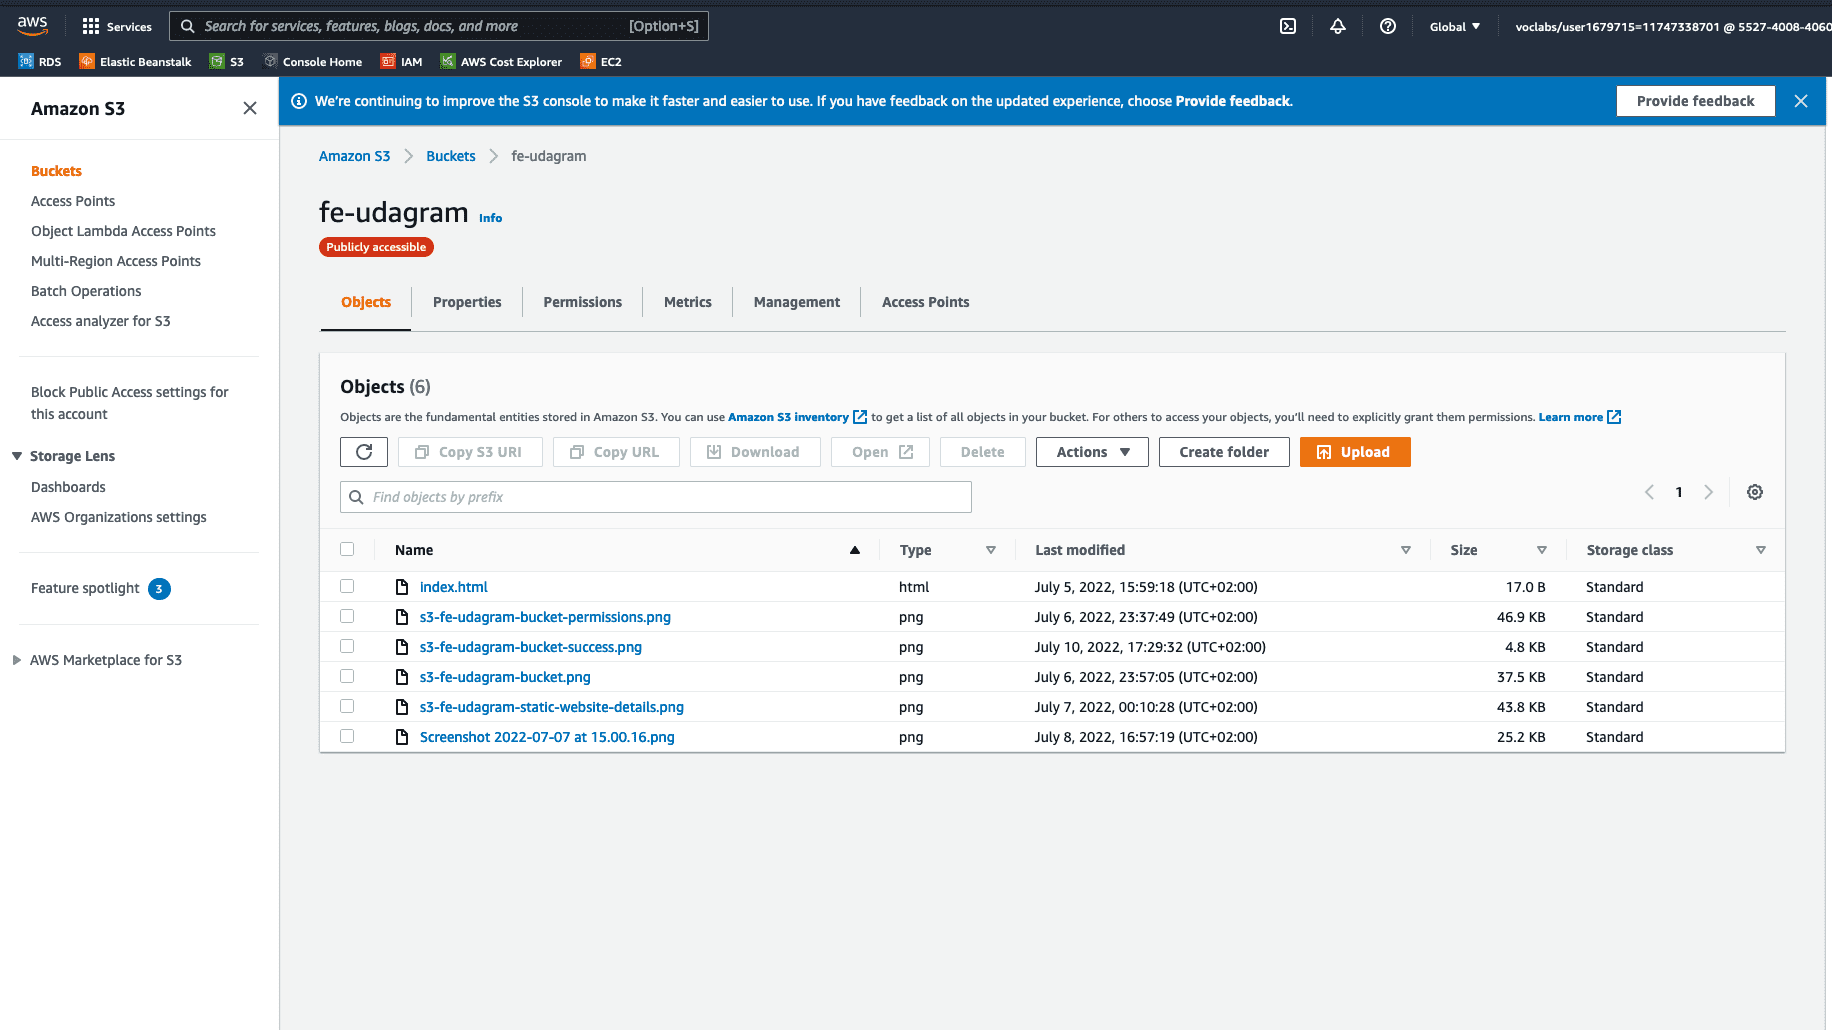 aws Services Search for services, features, blogs, docs, and more [Option+S] Global voclabs/user1679715=11747338701 @ 5527-4008-4060
RDS Elastic Beanstalk S3 Console Home IAM AWS Cost Explorer EC2
Amazon S3
We're continuing to improve the S3 console to make it faster and easier to use. If you have feedback on the updated experience, choose Provide feedback. Provide feedback
Buckets
Access Points
Object Lambda Access Points
Multi-Region Access Points
Batch Operations
Access analyzer for S3
Block Public Access settings for
this account
Storage Lens
Dashboards
AWS Organizations settings
Feature spotlight 3
AWS Marketplace for S3
Amazon S3 Buckets fe-udagram
fe-udagram Info
Publicly accessible
Objects Properties Permissions Metrics Management Access Points
Objects (6)
Objects are the fundamental entities stored in Amazon S3. You can use Amazon S3 inventory to get a list of all objects in your bucket. For others to access your objects, you'll need to explicitly grant them permissions. Learn more
Copy S3 URI Copy URL Download Open Delete Actions Create folder Upload
Find objects by prefix 1
Name Type Last modified Size Storage class
index.html html July 5, 2022, 15:59:18 (UTC+02:00) 17.0 B Standard
s3-fe-udagram-bucket-permissions.png png July 6, 2022, 23:37:49 (UTC+02:00) 46.9 KB Standard
s3-fe-udagram-bucket-success.png png July 10, 2022, 17:29:32 (UTC+02:00) 4.8 KB Standard
s3-fe-udagram-bucket.png png July 6, 2022, 23:57:05 (UTC+02:00) 37.5 KB Standard
s3-fe-udagram-static-website-details.png png July 7, 2022, 00:10:28 (UTC+02:00) 43.8 KB Standard
Screenshot 2022-07-07 at 15.00.16.png png July 8, 2022, 16:57:19 (UTC+02:00) 25.2 KB Standard